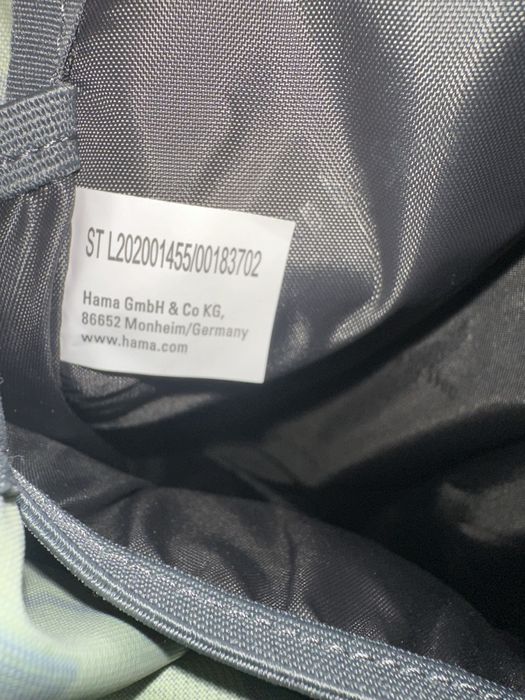 ST L202001455/00183702
Hama GmbH & Co KG,
86652 Monheim/Germany
www.hama.com